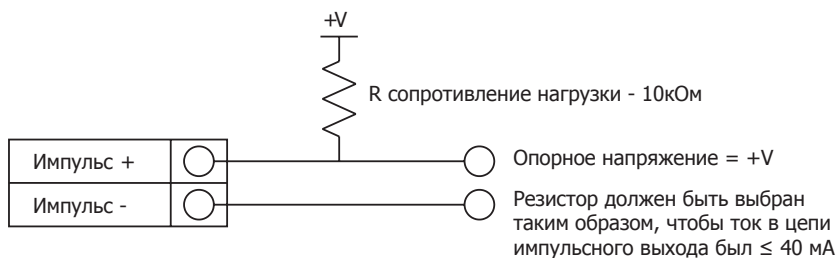 +V
R сопротивление нагрузки - 10кОм
Импульс +
Опорное напряжение = +V
Импульс -
Резистор должен быть выбран
таким образом, чтобы ток в цепи
импульсного выхода был ≤ 40 мА